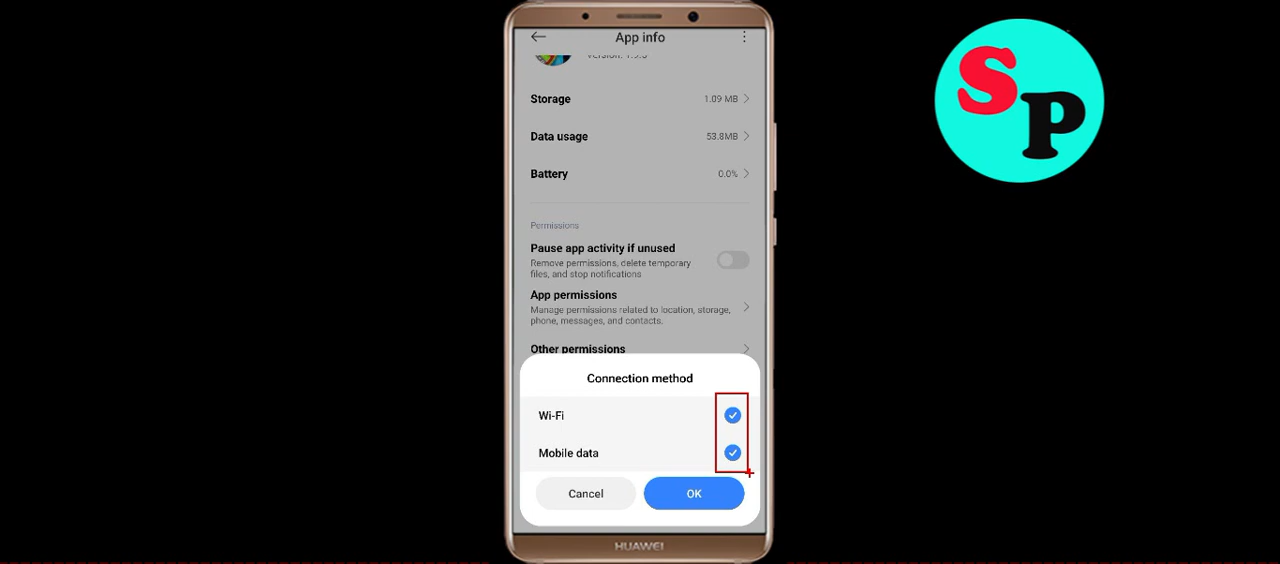 App info
Storage 1.09 MB
Data usage 53.8MB
Battery 0.0%
Permissions
Pause app activity if unused
Remove permissions, delete temporary
files, and stop notifications
App permissions
Manage permissions related to location, storage,
phone, messages, and contacts.
Other permissions
Connection method
Wi-Fi
Mobile data
Cancel OK
HUAWEI
SP